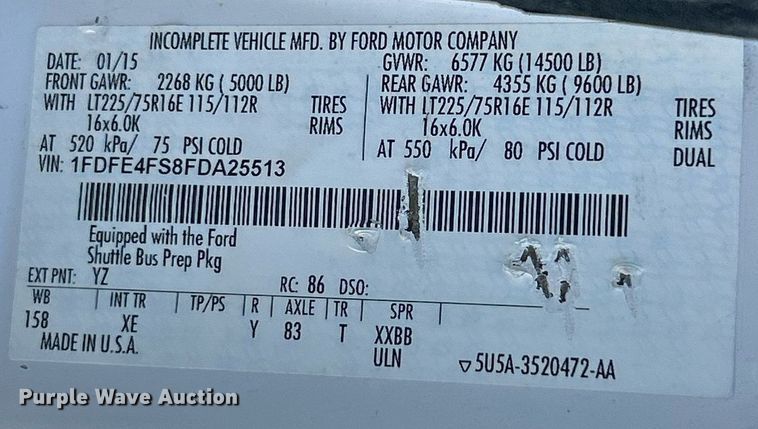 INCOMPLETE VEHICLE MFD. BY FORD MOTOR COMPANY
DATE: 01/15 GVWR: 6577 KG (14500 LB)
FRONT GAWR: 2268 KG ( 5000 LB) REAR GAWR: 4355 KG ( 9600 LB)
WITH LT225/75R16E 115/112R TIRES WITH LT225/75R16E 115/112R TIRES
16x6.0K RIMS 16x6.0K RIMS
AT 520 kPa/ 75 PSI COLD AT 550 kPa/ 80 PSI COLD DUAL
VIN: 1FDFE4FS8FDA25513
Equipped with the Ford
Shuttle Bus Prep Pkg
EXT PNT: YZ RC: 86 DSO:
WB INT TR TP/PS R AXLE TR SPR
158 XE Y 83 T XXBB
MADE IN U.S.A. ULN ▽5U5A-3520472-AA
Purple Wave Auction